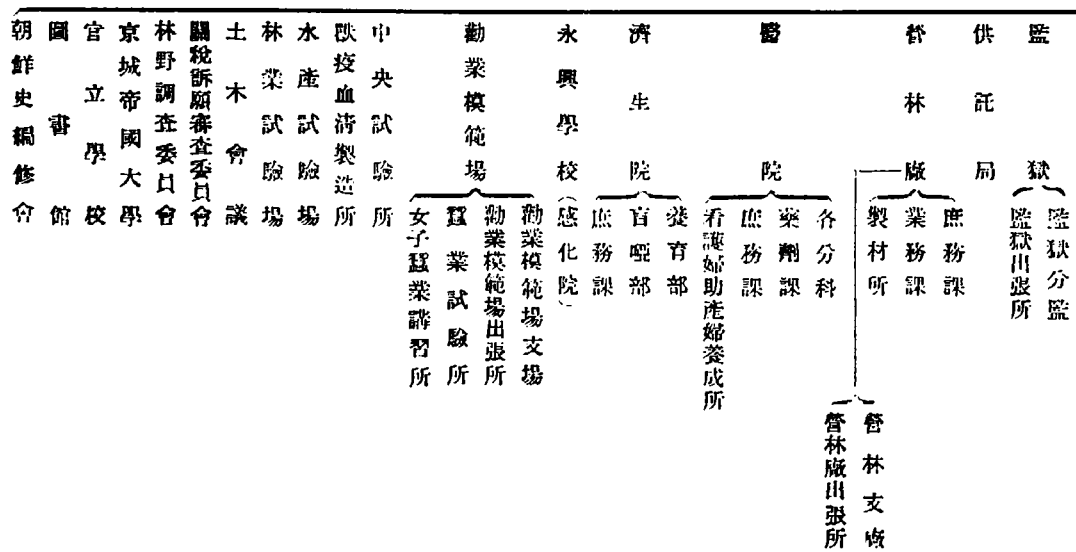 監獄
監獄分監
監獄出張所
供託局
營林廠
庶務課
業務課
製材所
營林支廠
營林廠出張所
醫院
各分科
藥劑課
庶務課
看護婦助產婦養成所
濟生院
養育部
盲啞部
庶務課
永興學校(感化院)
勸業模範場
勸業模範場支場
勸業模範場出張所
蠶業試驗所
女子蠶業講習所
中央試驗所
獸疫血清製造所
水產試驗場
林業試驗場
土木會議
關稅訴願審査委員會
林野調査委員會
京城帝國大學
官立學校
圖書館
朝鮮史編修會